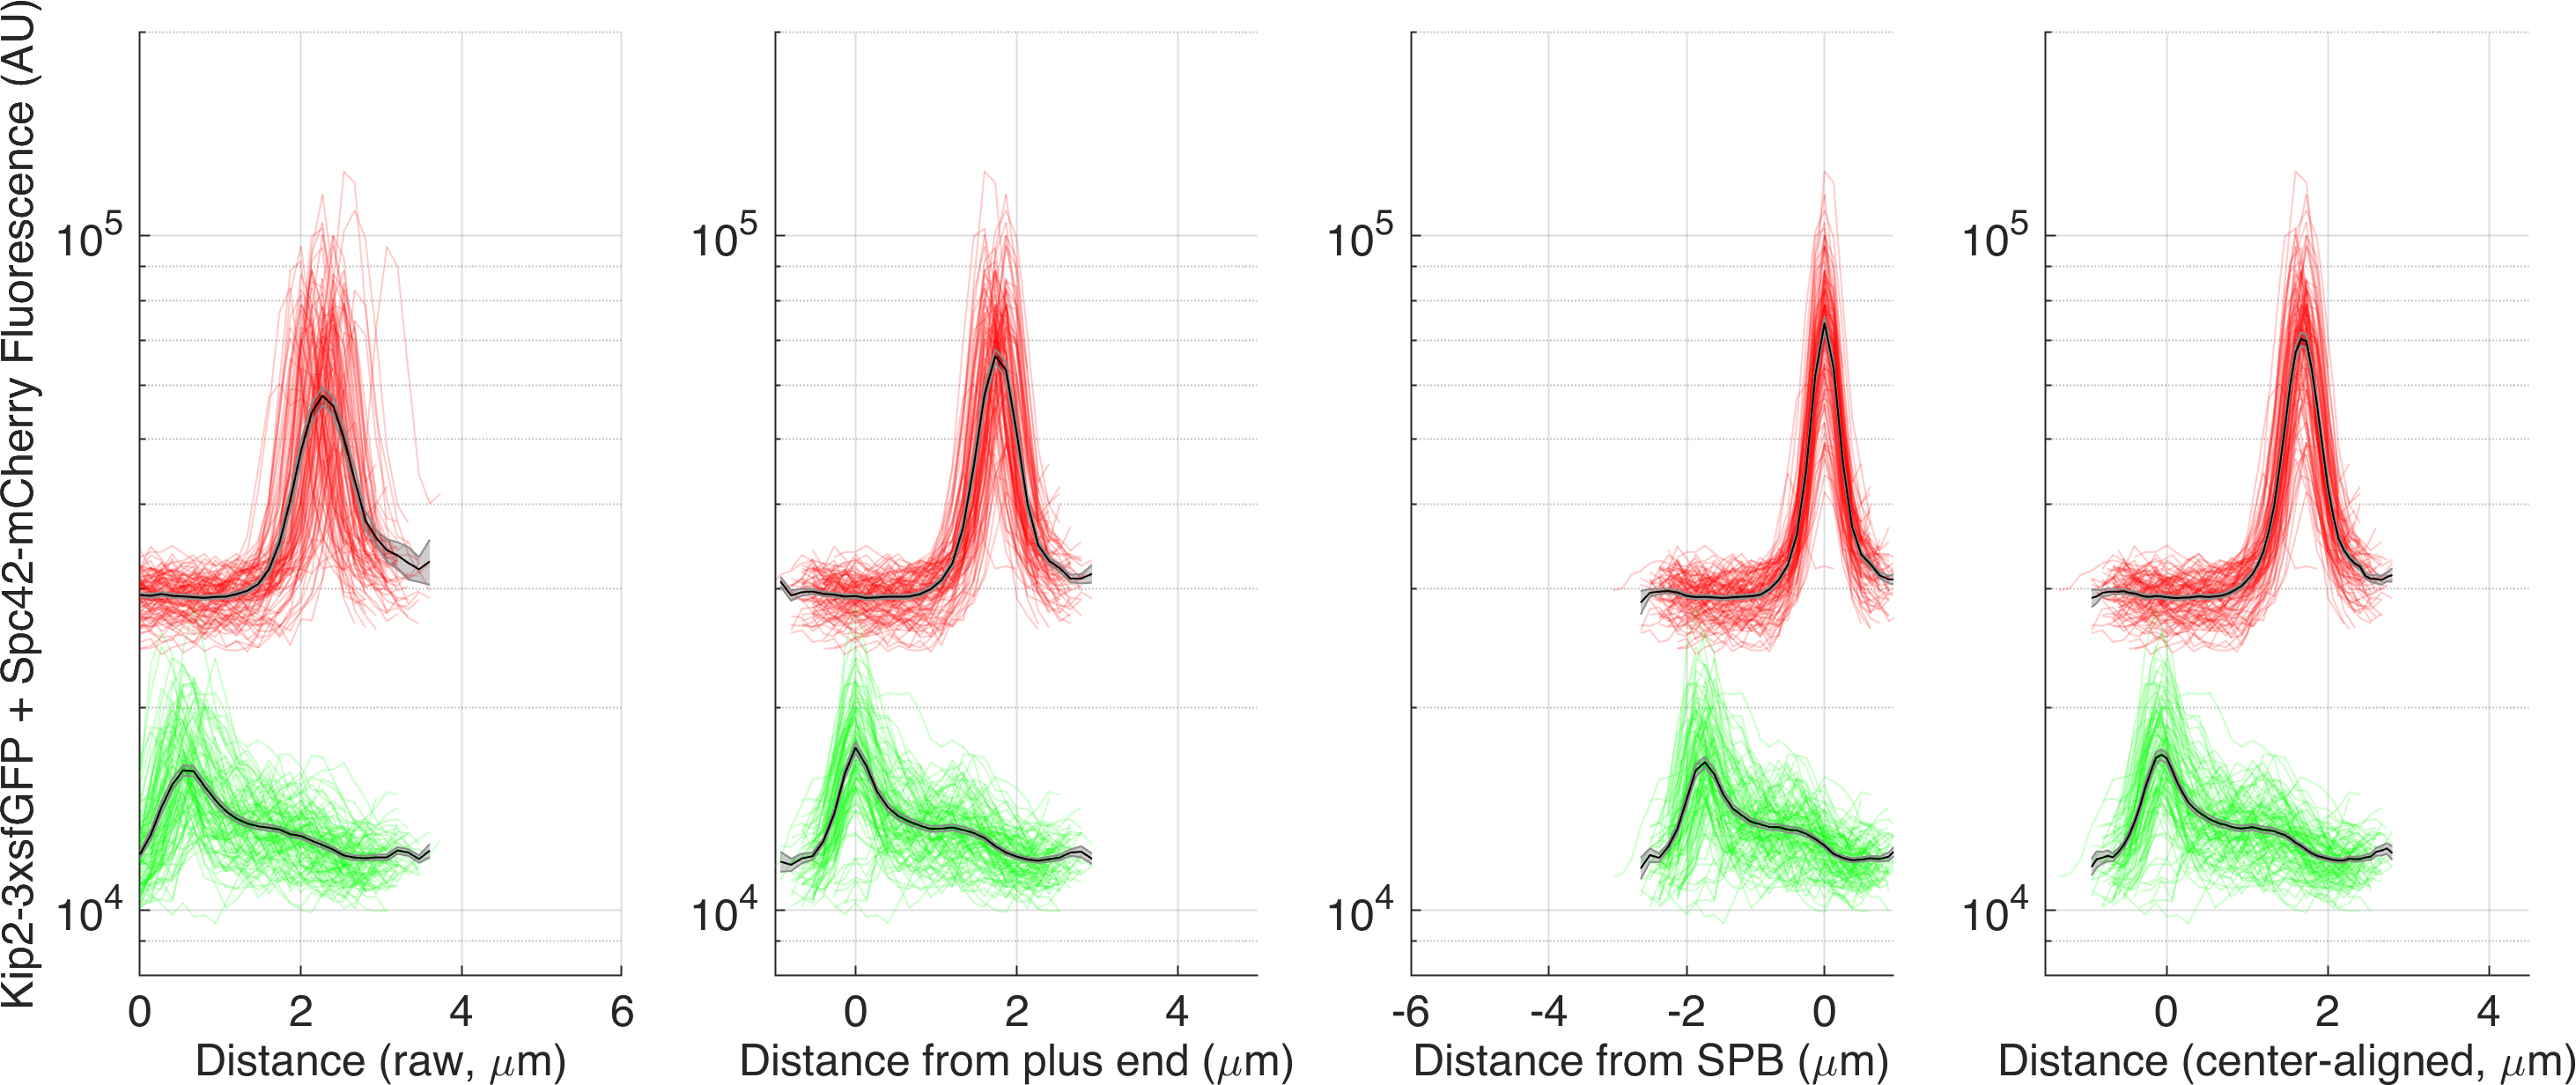 Kip2-3xsfGFP + Spc42-mCherry Fluorescence (AU)
10^5
10^4
0 2 4 6
Distance (raw, μm)
10^5
10^4
0 2 4
Distance from plus end (μm)
10^5
10^4
-6 -4 -2 0
Distance from SPB (μm)
10^5
10^4
0 2 4
Distance (center-aligned, μm)